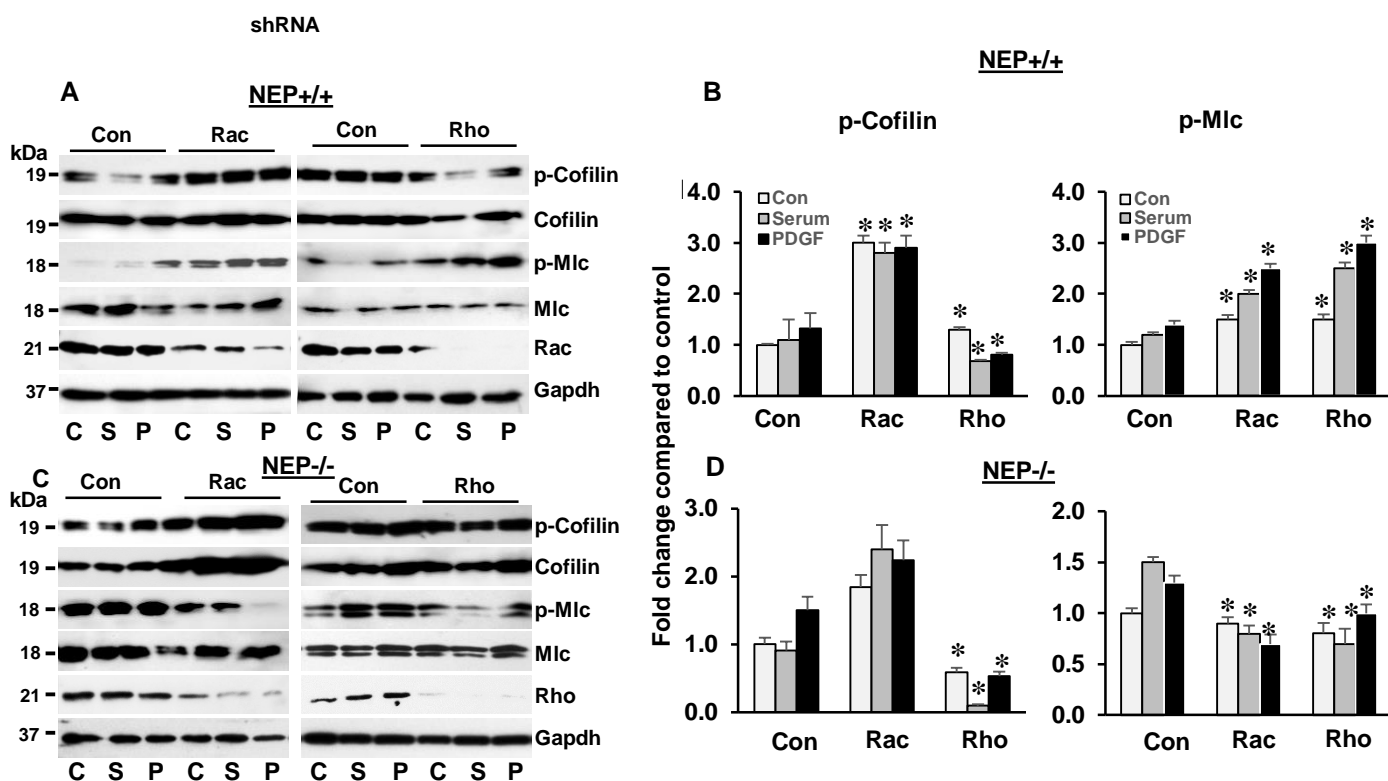 shRNA
A
NEP+/+
Con Rac Con Rho
kDa
19 p-Cofilin
19 Cofilin
18 p-Mlc
18 Mlc
21 Rac
37 Gapdh
C S P C S P C S P C S P
C
NEP-/-
kDa
Con Rac Con Rho
19 p-Cofilin
19 Cofilin
18 p-Mlc
18 Mlc
21 Rho
37 Gapdh
C S P C S P C S P C S P
NEP+/+
B
p-Cofilin p-Mlc
Fold change compared to control
4.0 4.0
Con Con
Serum Serum
PDGF PDGF
3.0 * * * 3.0 * * * * * *
2.0 2.0
* * *
1.0 1.0
0.0 0.0
Con Rac Rho Con Rac Rho
D
NEP-/-
3.0 2.0
2.0 1.5
1.0 * * * 1.0 * * * * * *
0.5
0.0 0.0
Con Rac Rho Con Rac Rho